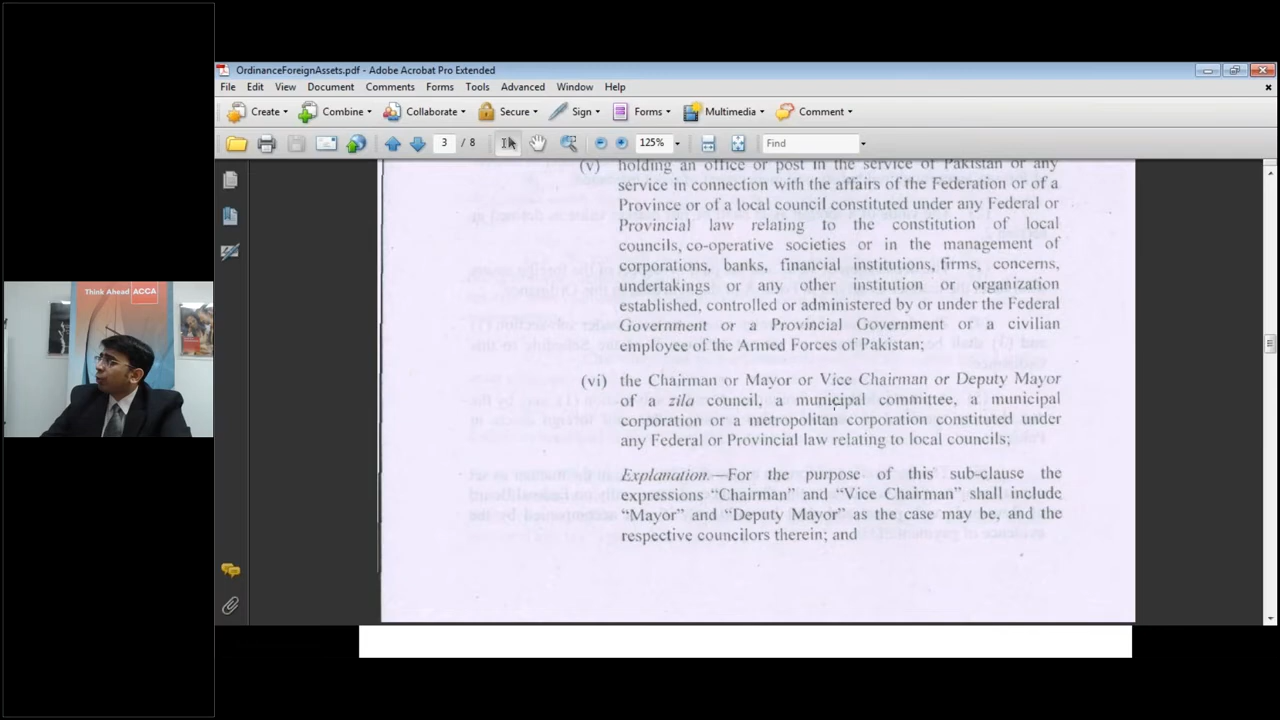 Think Ahead ACCA
OrdinanceForeignAssets.pdf - Adobe Acrobat Pro Extended
File Edit View Document Comments Forms Tools Advanced Window Help
Create Combine Collaborate Secure Sign Forms Multimedia Comment
3 / 8 125% Find
(v) holding an office or post in the service of Pakistan or any
service in connection with the affairs of the Federation or of a
Province or of a local council constituted under any Federal or
Provincial law relating to the constitution of local
councils, co-operative societies or in the management of
corporations, banks, financial institutions, firms, concerns,
undertakings or any other institution or organization
established, controlled or administered by or under the Federal
Government or a Provincial Government or a civilian
employee of the Armed Forces of Pakistan;
(vi) the Chairman or Mayor or Vice Chairman or Deputy Mayor
of a zila council, a municipal committee, a municipal
corporation or a metropolitan corporation constituted under
any Federal or Provincial law relating to local councils;
Explanation.—For the purpose of this sub-clause the
expressions “Chairman” and “Vice Chairman” shall include
“Mayor” and “Deputy Mayor” as the case may be, and the
respective councilors therein; and